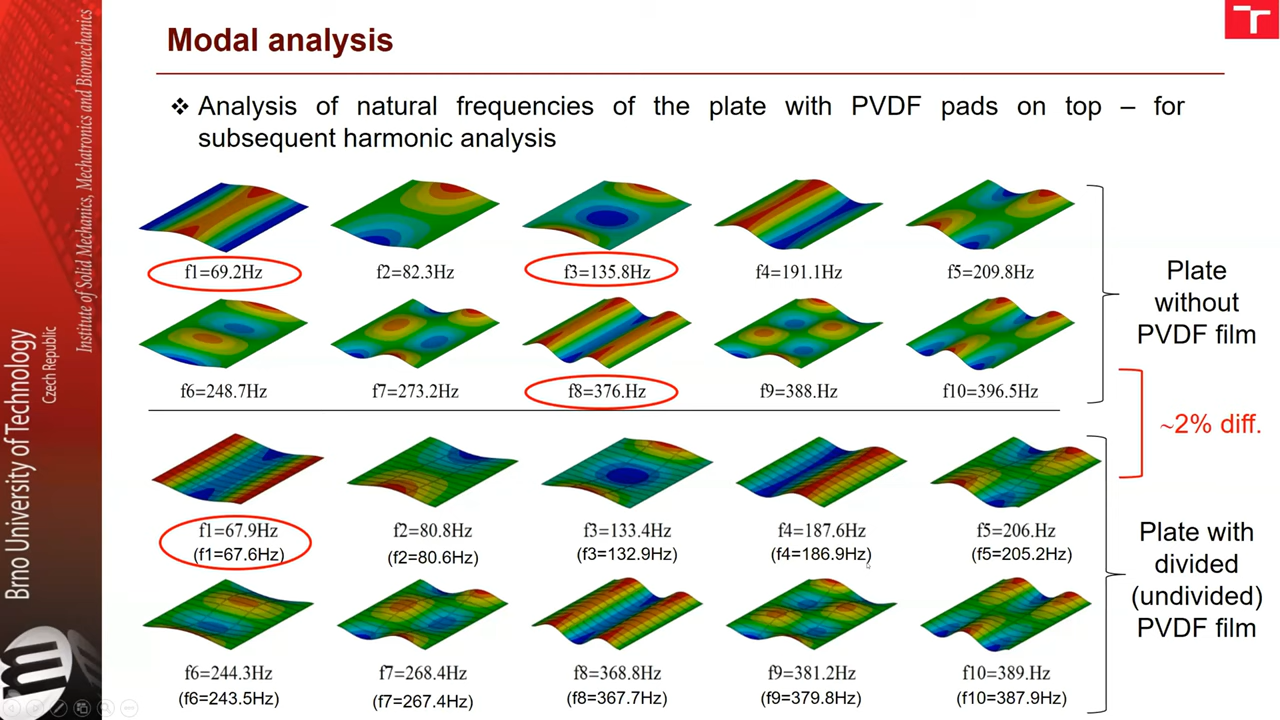 Modal analysis
❖ Analysis of natural frequencies of the plate with PVDF pads on top – for
subsequent harmonic analysis
f1=69.2Hz
f2=82.3Hz
f3=135.8Hz
f4=191.1Hz
f5=209.8Hz
f6=248.7Hz
f7=273.2Hz
f8=376.Hz
f9=388.Hz
f10=396.5Hz
Plate
without
PVDF film
~2% diff.
f1=67.9Hz
(f1=67.6Hz)
f2=80.8Hz
(f2=80.6Hz)
f3=133.4Hz
(f3=132.9Hz)
f4=187.6Hz
(f4=186.9Hz)
f5=206.Hz
(f5=205.2Hz)
f6=244.3Hz
(f6=243.5Hz)
f7=268.4Hz
(f7=267.4Hz)
f8=368.8Hz
(f8=367.7Hz)
f9=381.2Hz
(f9=379.8Hz)
f10=389.Hz
(f10=387.9Hz)
Plate with
divided
(undivided)
PVDF film
Brno University of Technology
Czech Republic
Institute of Solid Mechanics, Mechatronics and Biomechanics